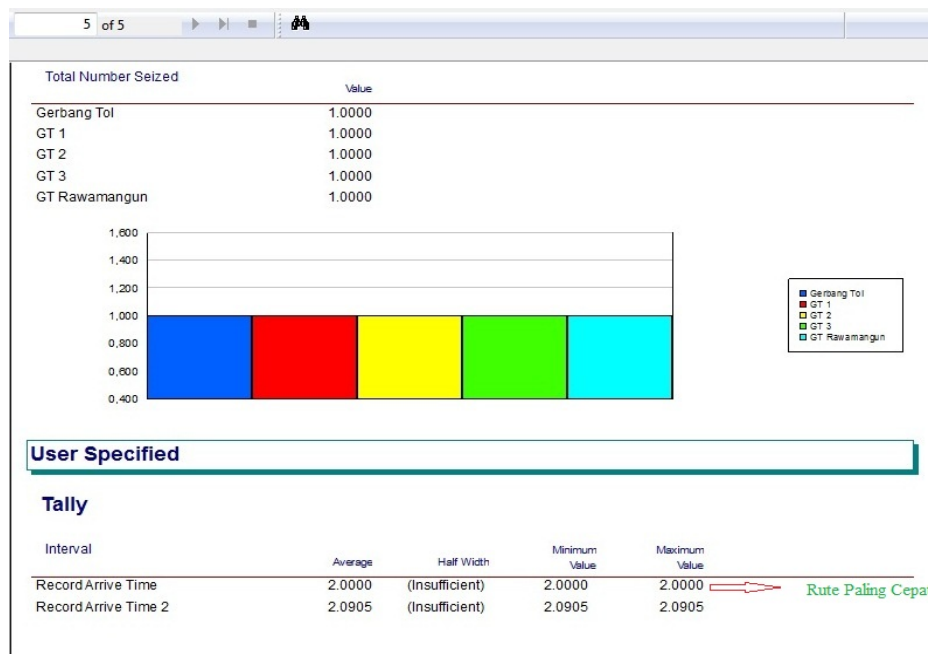 5 of 5
Total Number Seized
Value
Gerbang Tol 1.0000
GT 1 1.0000
GT 2 1.0000
GT 3 1.0000
GT Rawamangun 1.0000
1,600
1,400
1,200
1,000
0,800
0,600
0,400
Gerbang Tol
GT 1
GT 2
GT 3
GT Rawamangun
User Specified
Tally
Interval Average Half Width Minimum Value Maximum Value
Record Arrive Time 2.0000 (Insufficient) 2.0000 2.0000 Rute Paling Cepat
Record Arrive Time 2 2.0905 (Insufficient) 2.0905 2.0905